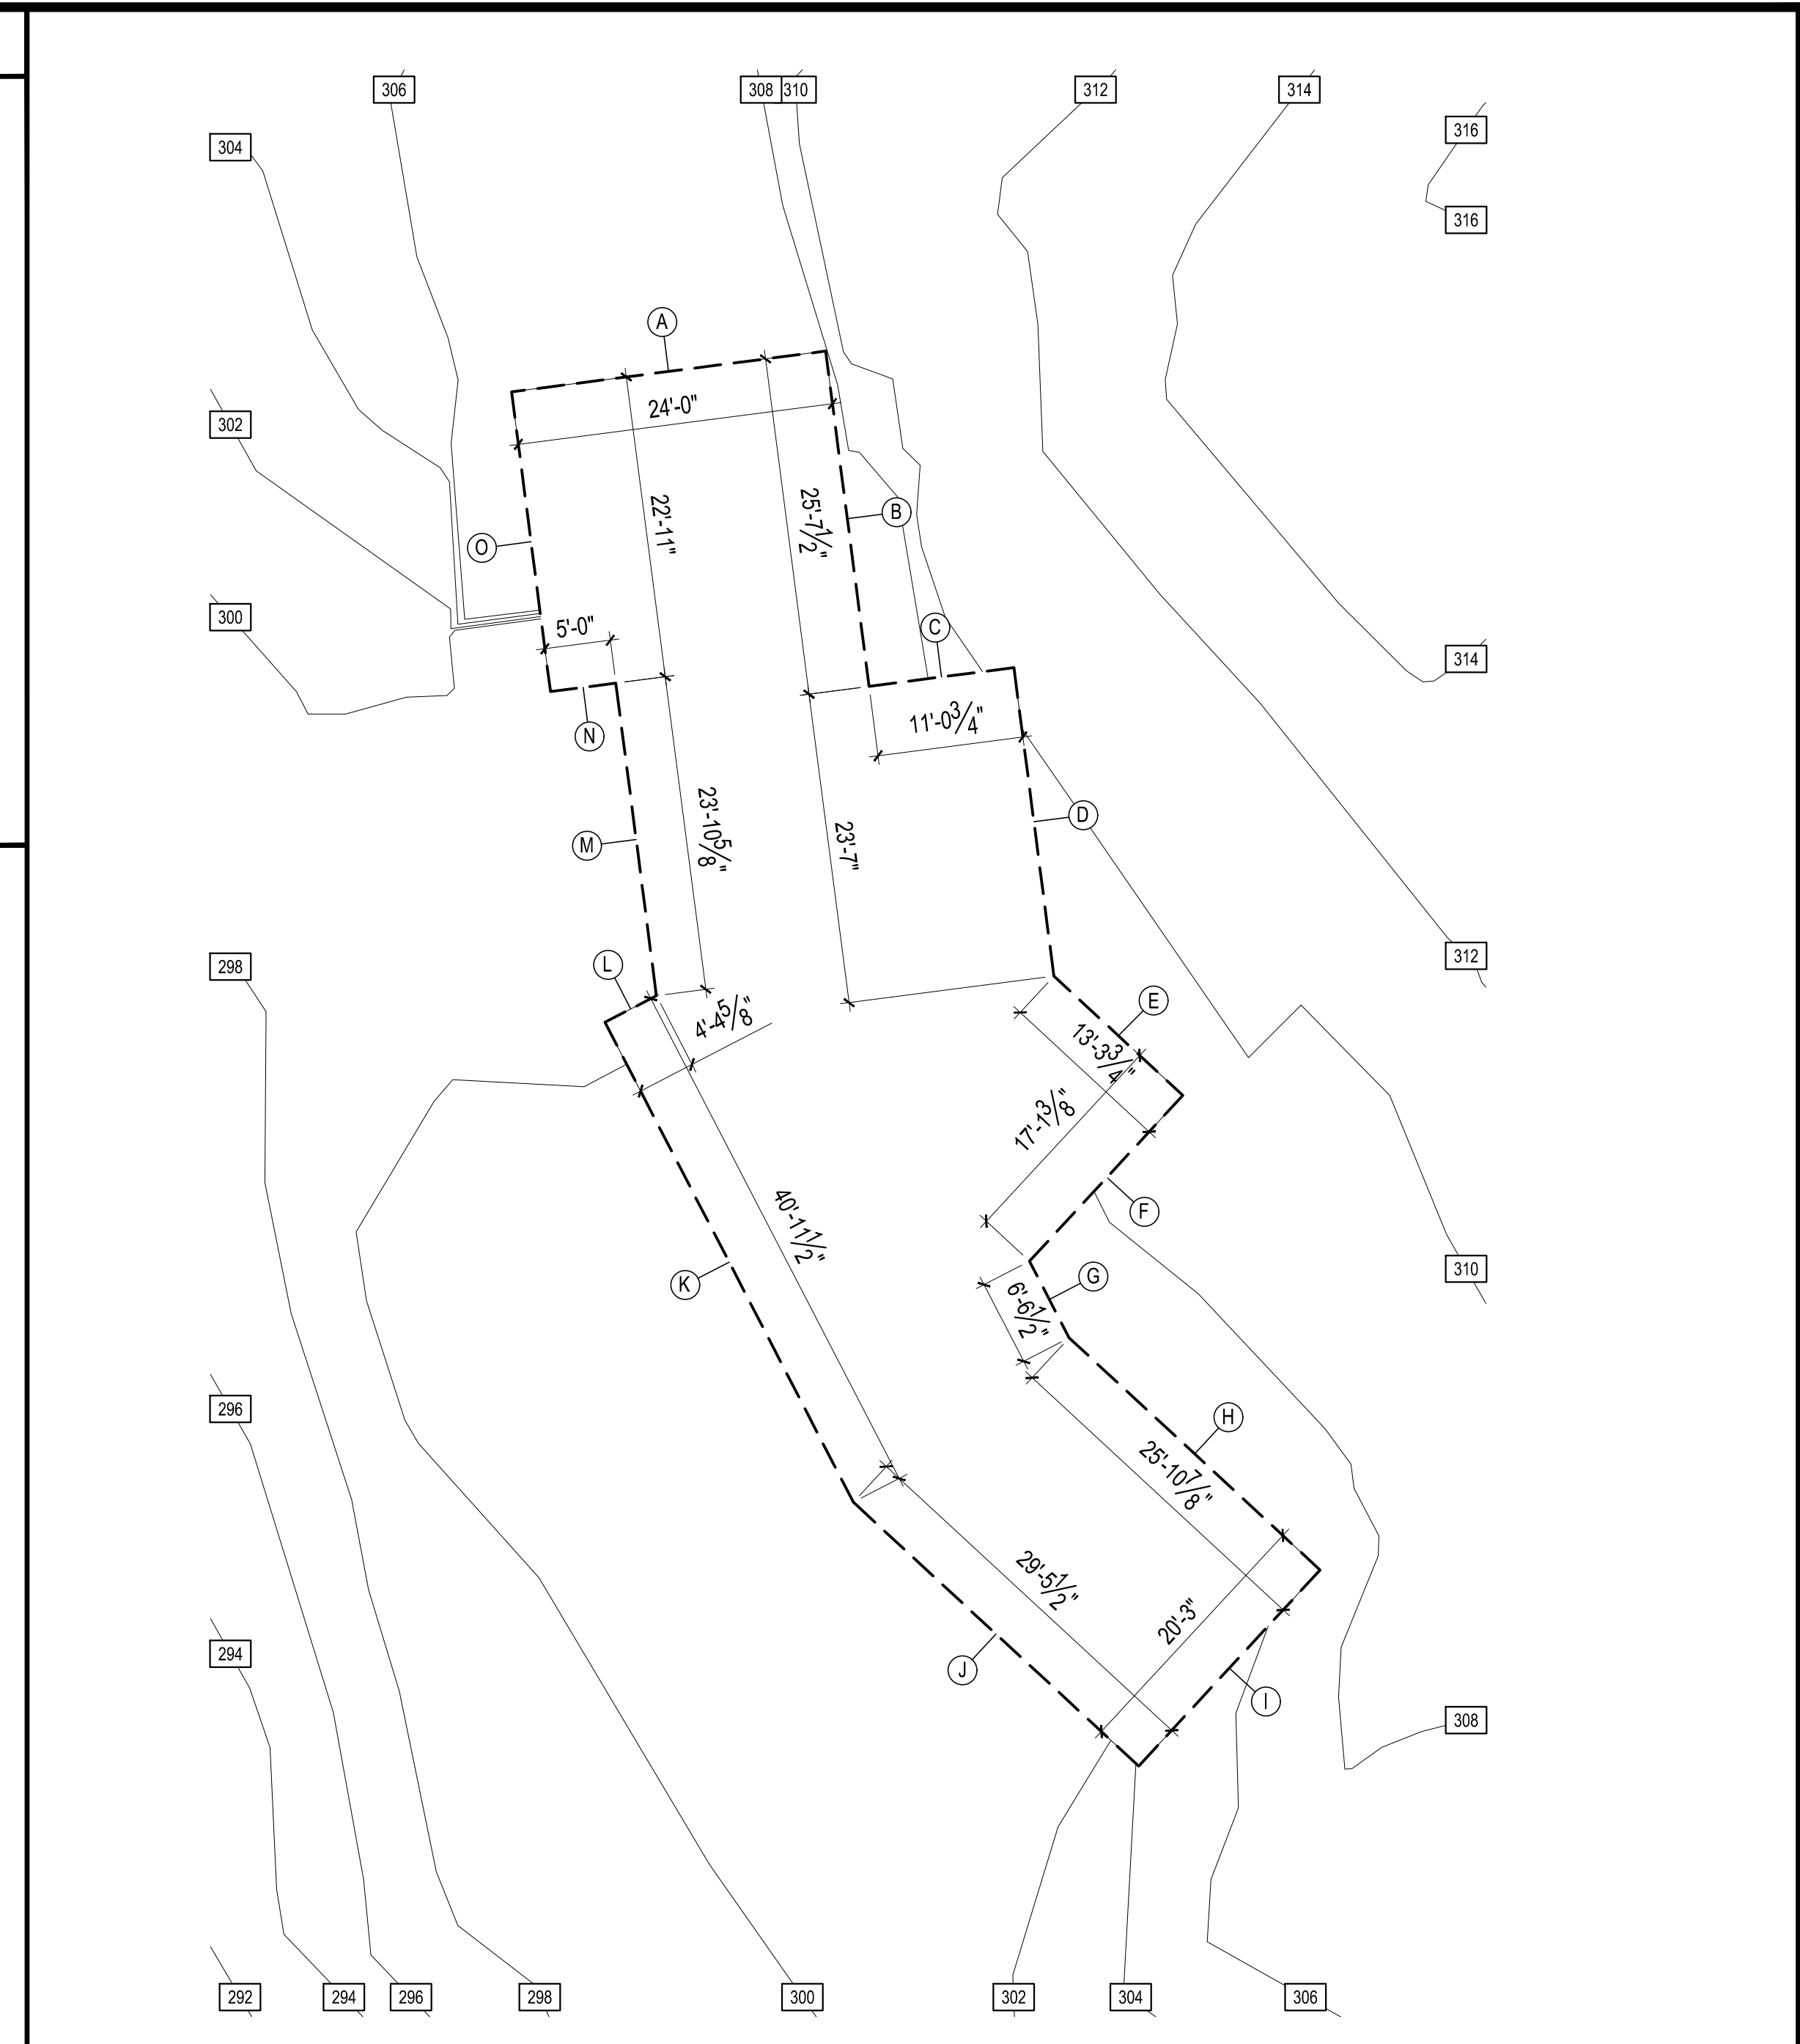 306
308
310
312
314
316
304
316
A
24'-0"
302
22'-11"
25'-7 1/2"
B
O
300
5'-0"
C
314
11'-0 3/4"
N
D
23'-10 5/8"
23'-7"
M
312
L
298
E
4'-4 5/8"
13'-3 3/4"
17'-1 3/8"
F
40'-11 1/2"
310
G
K
6'-6 1/2"
296
H
25'-10 7/8"
29'-5 1/2"
20'-3"
294
J
I
308
292
294
296
298
300
302
304
306